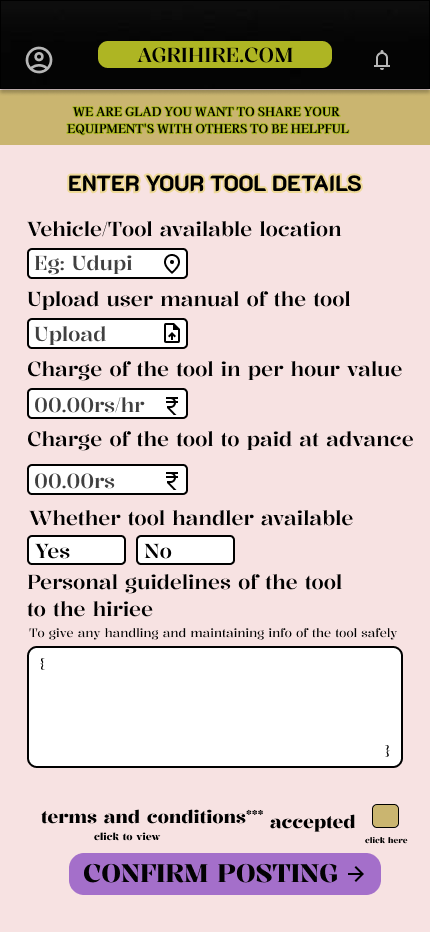 AGRIHIRE.COM
WE ARE GLAD YOU WANT TO SHARE YOUR
EQUIPMENT'S WITH OTHERS TO BE HELPFUL
ENTER YOUR TOOL DETAILS
Vehicle/Tool available location
Eg: Udupi
Upload user manual of the tool
Upload
Charge of the tool in per hour value
00.00rs/hr ₹
Charge of the tool to paid at advance
00.00rs ₹
Whether tool handler available
Yes No
Personal guidelines of the tool
to the hiriee
To give any handling and maintaining info of the tool safely
{
}
terms and conditions*** accepted
click to view click here
CONFIRM POSTING →